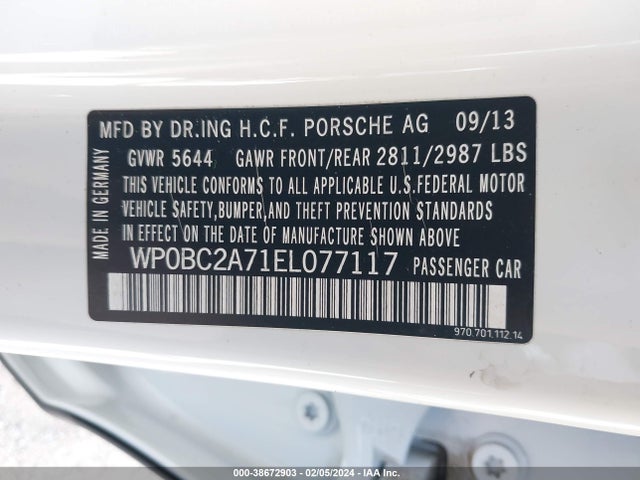 MFD BY DR.ING H.C.F. PORSCHE AG 09/13
GVWR 5644 GAWR FRONT/REAR 2811/2987 LBS
THIS VEHICLE CONFORMS TO ALL APPLICABLE U.S.FEDERAL MOTOR
VEHICLE SAFETY,BUMPER,AND THEFT PREVENTION STANDARDS
IN EFFECT ON THE DATE OF MANUFACTURE SHOWN ABOVE.
WP0BC2A71EL077117 PASSENGER CAR
MADE IN GERMANY
970.701.112.14
000-38672903 - 02/05/2024 - IAA Inc.